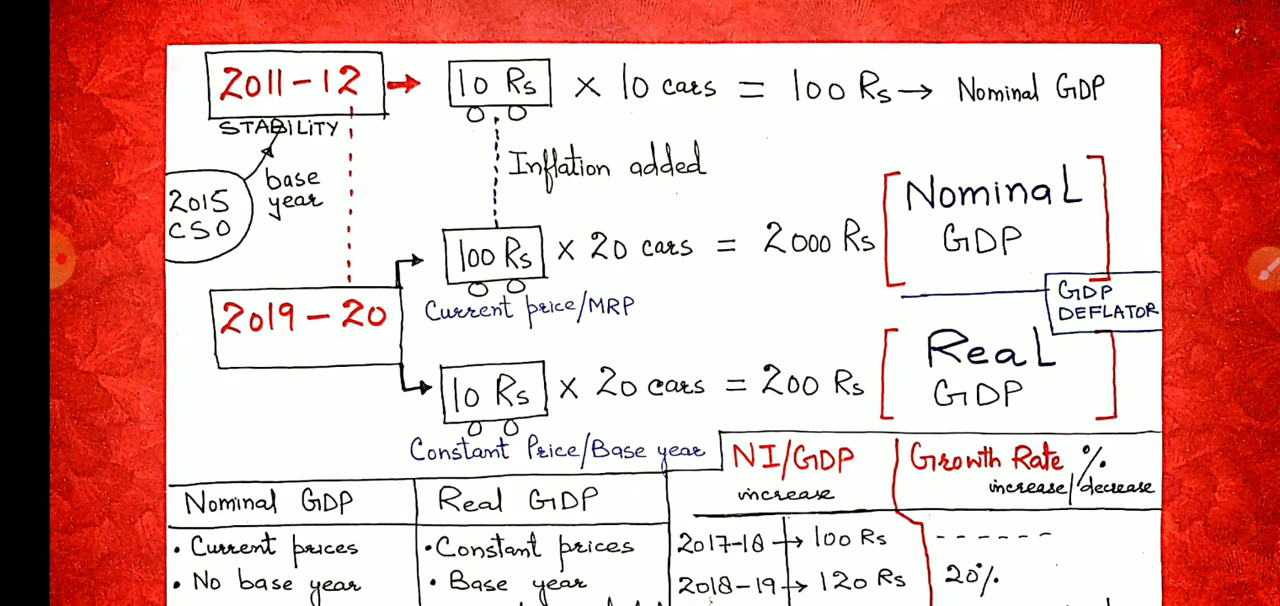 2011-12 → 10 Rs × 10 cars = 100 Rs → Nominal GDP
STABILITY
base year
2015 CSO
Inflation added
100 Rs × 20 cars = 2000 Rs [Nominal GDP]
Current price/MRP
2019-20
GDP DEFLATOR
10 Rs × 20 cars = 200 Rs [Real GDP]
Constant Price/Base year
Nominal GDP
• Current prices
• No base year
Real GDP
• Constant prices
• Base year
NI/GDP increase
Growth Rate % increase/decrease
2017-18 → 100 Rs ------
2018-19 → 120 Rs 20%